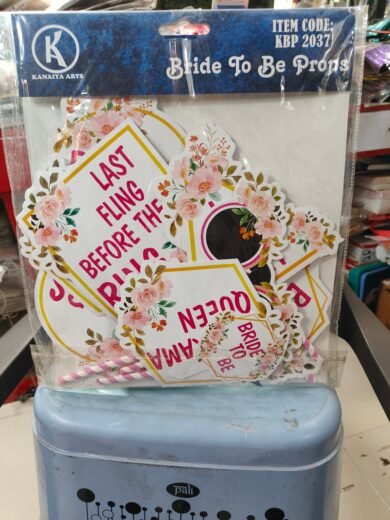 K
KANAIYA ARTS
ITEM CODE:
KBP 2037
Bride To Be Props
LAST
FLING
BEFORE THE
RING
QUEEN
BRIDE
TO
BE
pali